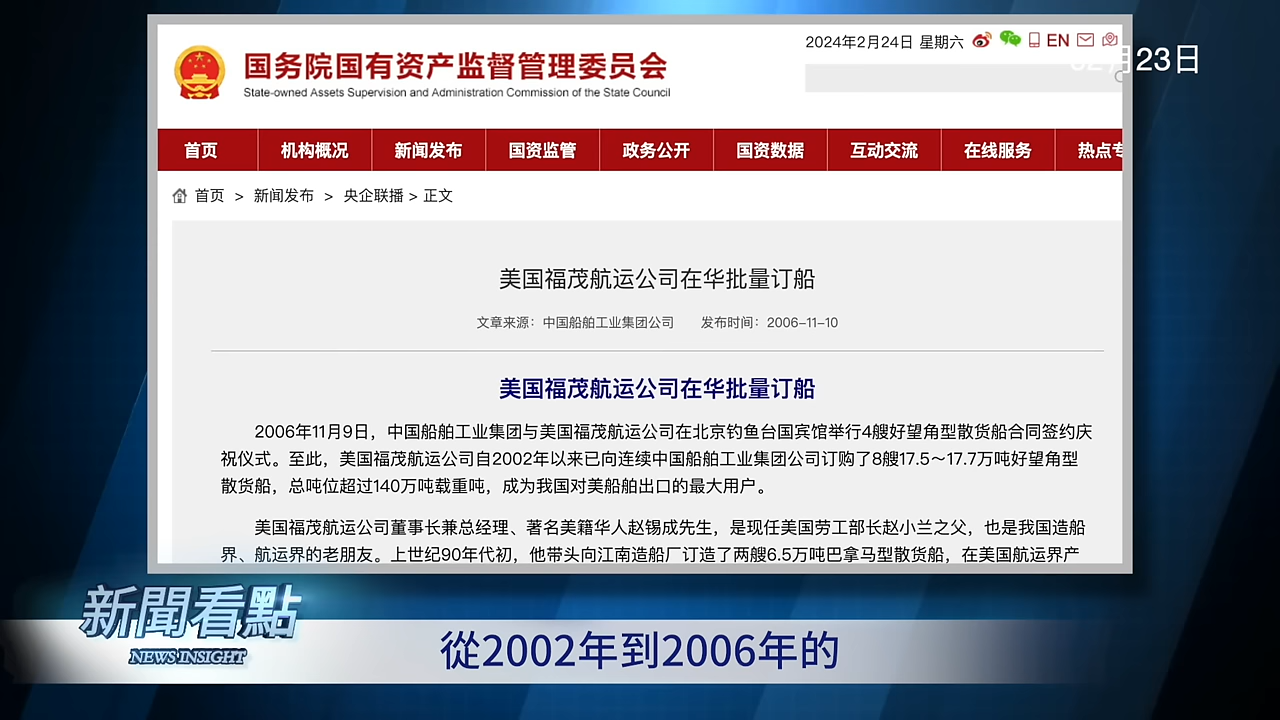 2024年2月24日 星期六
EN
月23日
国务院国有资产监督管理委员会
State-owned Assets Supervision and Administration Commission of the State Council
首页 机构概况 新闻发布 国资监管 政务公开 国资数据 互动交流 在线服务 热点专
首页 > 新闻发布 > 央企联播 > 正文
美国福茂航运公司在华批量订船
文章来源：中国船舶工业集团公司 发布时间：2006-11-10
美国福茂航运公司在华批量订船
2006年11月9日，中国船舶工业集团与美国福茂航运公司在北京钓鱼台国宾馆举行4艘好望角型散货船合同签约庆
祝仪式。至此，美国福茂航运公司自2002年以来已向连续中国船舶工业集团公司订购了8艘17.5～17.7万吨好望角型
散货船，总吨位超过140万吨载重吨，成为我国对美船舶出口的最大用户。
美国福茂航运公司董事长兼总经理、著名美籍华人赵锡成先生，是现任美国劳工部长赵小兰之父，也是我国造船
界、航运界的老朋友。上世纪90年代初，他带头向江南造船厂订造了两艘6.5万吨巴拿马型散货船，在美国航运界产
新聞看點
NEWS INSIGHT
從2002年到2006年的